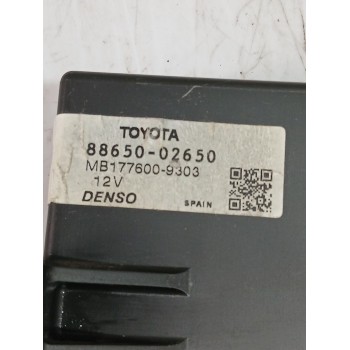 TOYOTA
88650-02650
MB177600-9303
12V
DENSO
SPAIN